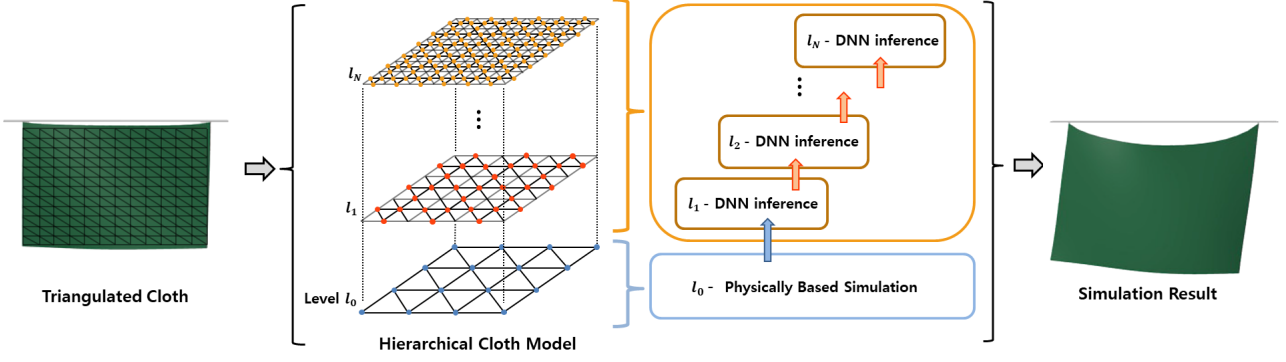 Triangulated Cloth
l_N
l_1
Level l_0
Hierarchical Cloth Model
l_N - DNN inference
l_2 - DNN inference
l_1 - DNN inference
l_0 - Physically Based Simulation
Simulation Result